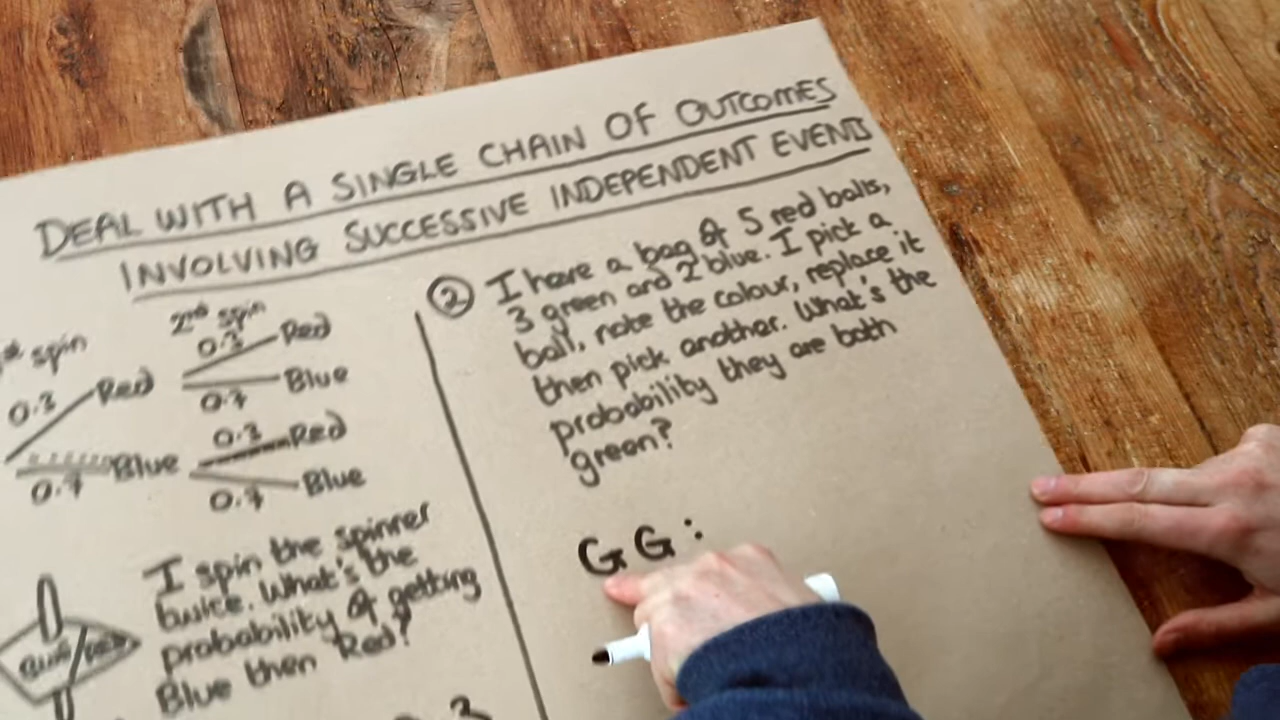 DEAL WITH A SINGLE CHAIN OF OUTCOMES
INVOLVING SUCCESSIVE INDEPENDENT EVENTS
spin
2nd spin
0.3
Red
0.7
Blue
0.3
Red
0.7
Blue
0.3
Red
0.7
Blue
I spin the spinner
twice. What's the
probability of getting
Blue then Red?
BLUE/RED
2
I have a bag of 5 red balls,
3 green and 2 blue. I pick a
ball, note the colour, replace it
then pick another. What's the
probability they are both
green?
GG: